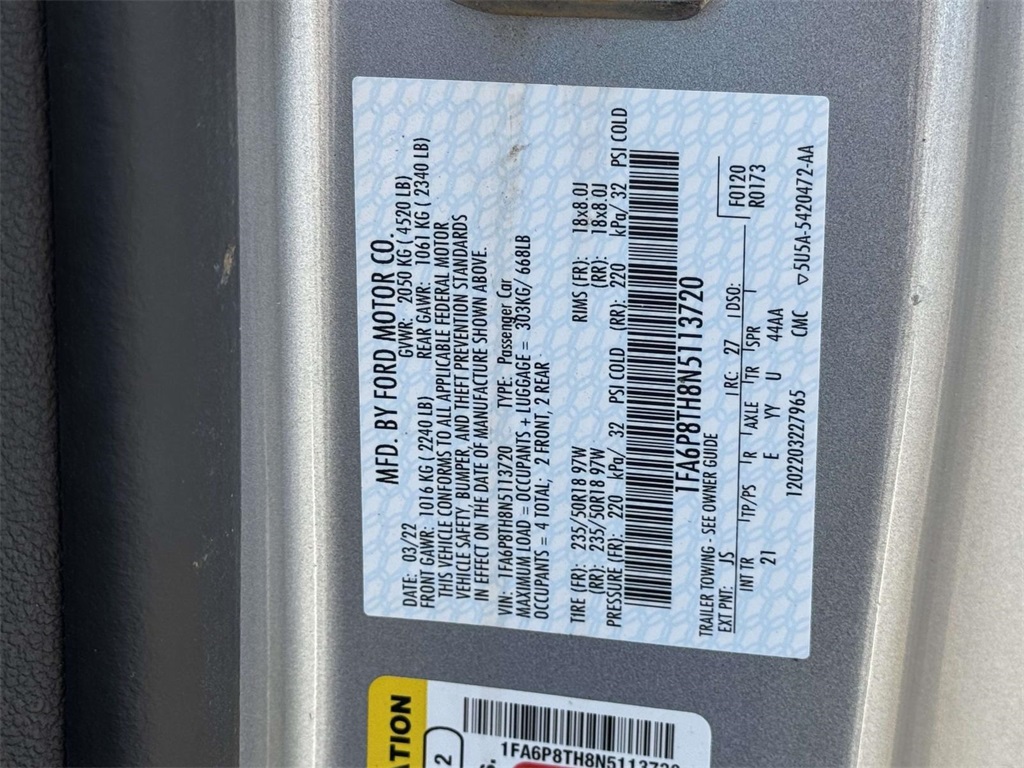 MFD. BY FORD MOTOR CO.
DATE: 03/22 GVWR: 2050 KG ( 4520 LB)
FRONT GAWR: 1016 KG ( 2240 LB) REAR GAWR: 1061 KG ( 2340 LB)
THIS VEHICLE CONFORMS TO ALL APPLICABLE FEDERAL MOTOR
VEHICLE SAFETY, BUMPER, AND THEFT PREVENTION STANDARDS
IN EFFECT ON THE DATE OF MANUFACTURE SHOWN ABOVE.
VIN: 1FA6P8TH8N5113720 TYPE: Passenger Car
MAXIMUM LOAD = OCCUPANTS + LUGGAGE = 303KG/ 668LB
OCCUPANTS = 4 TOTAL; 2 FRONT, 2 REAR
TIRE (FR): 235/50R18 97W RIMS (FR): 18x8.0J
(RR): 235/50R18 97W (RR): 18x8.0J
PRESSURE (FR): 220 kPa/ 32 PSI COLD (RR): 220 kPa/ 32 PSI COLD
1FA6P8TH8N5113720
TRAILER TOWING - SEE OWNER GUIDE
F0120
EXT PNT: JS RC: 27 DSO: R0173
INT TR TP/PS R AXLE TR SPR
21 E YY U 44AA
1202203227965 CMC ▽5U5A-5420472-AA
ATION
2
1FA6P8TH8N5113720